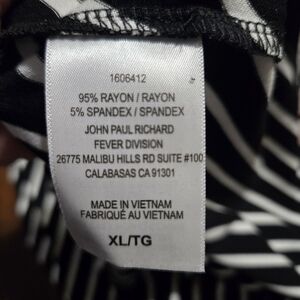 1606412
95% RAYON / RAYON
5% SPANDEX / SPANDEX
JOHN PAUL RICHARD
FEVER DIVISION
26775 MALIBU HILLS RD SUITE #100
CALABASAS CA 91301
MADE IN VIETNAM
FABRIQUÉ AU VIETNAM
XL/TG